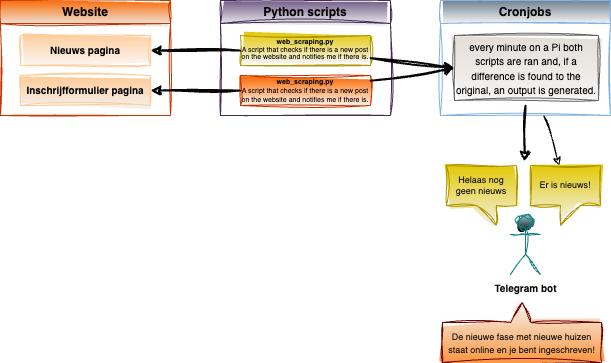 Website
Nieuws pagina
Inschrijfformulier pagina
Python scripts
web_scraping.py
A script that checks if there is a new post
on the website and notifies me if there is.
web_scraping.py
A script that checks if there is a new post
on the website and notifies me if there is.
Cronjobs
every minute on a Pi both
scripts are ran and, if a
difference is found to the
original, an output is generated.
Helaas nog
geen nieuws
Er is nieuws!
Telegram bot
De nieuwe fase met nieuwe huizen
staat online en je bent ingeschreven!